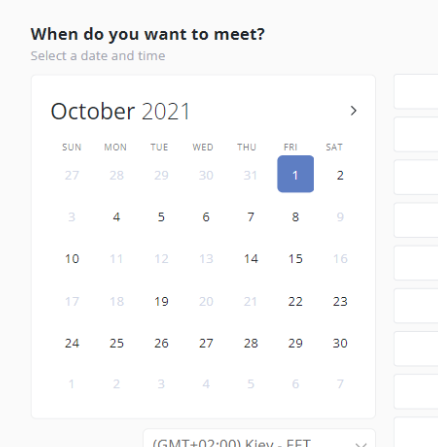 When do you want to meet?
Select a date and time
October 2021
SUN MON TUE WED THU FRI SAT
27 28 29 30 31 1 2
3 4 5 6 7 8 9
10 11 12 13 14 15 16
17 18 19 20 21 22 23
24 25 26 27 28 29 30
1 2 3 4 5 6 7
(GMT+02:00) Kiev - EET